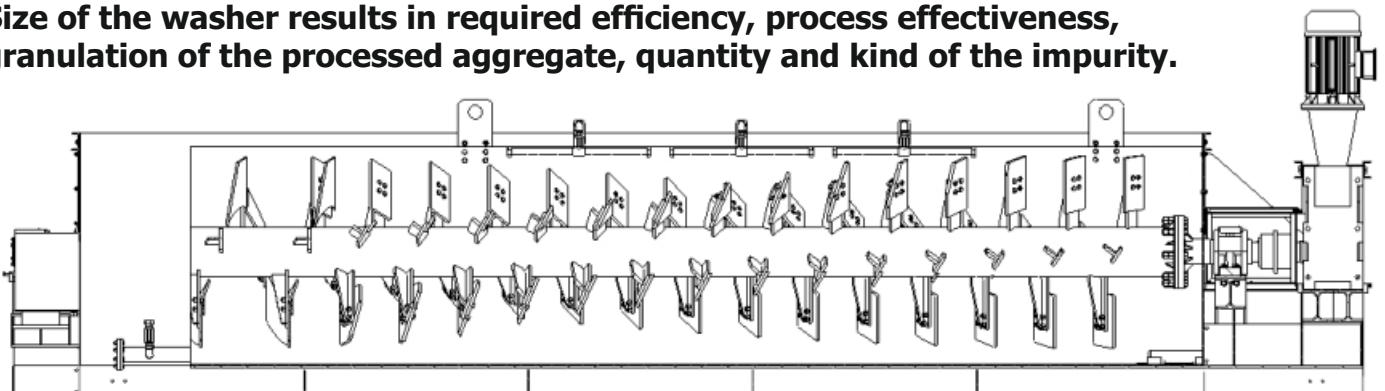 Size of the washer results in required efficiency, process effectiveness,
granulation of the processed aggregate, quantity and kind of the impurity.